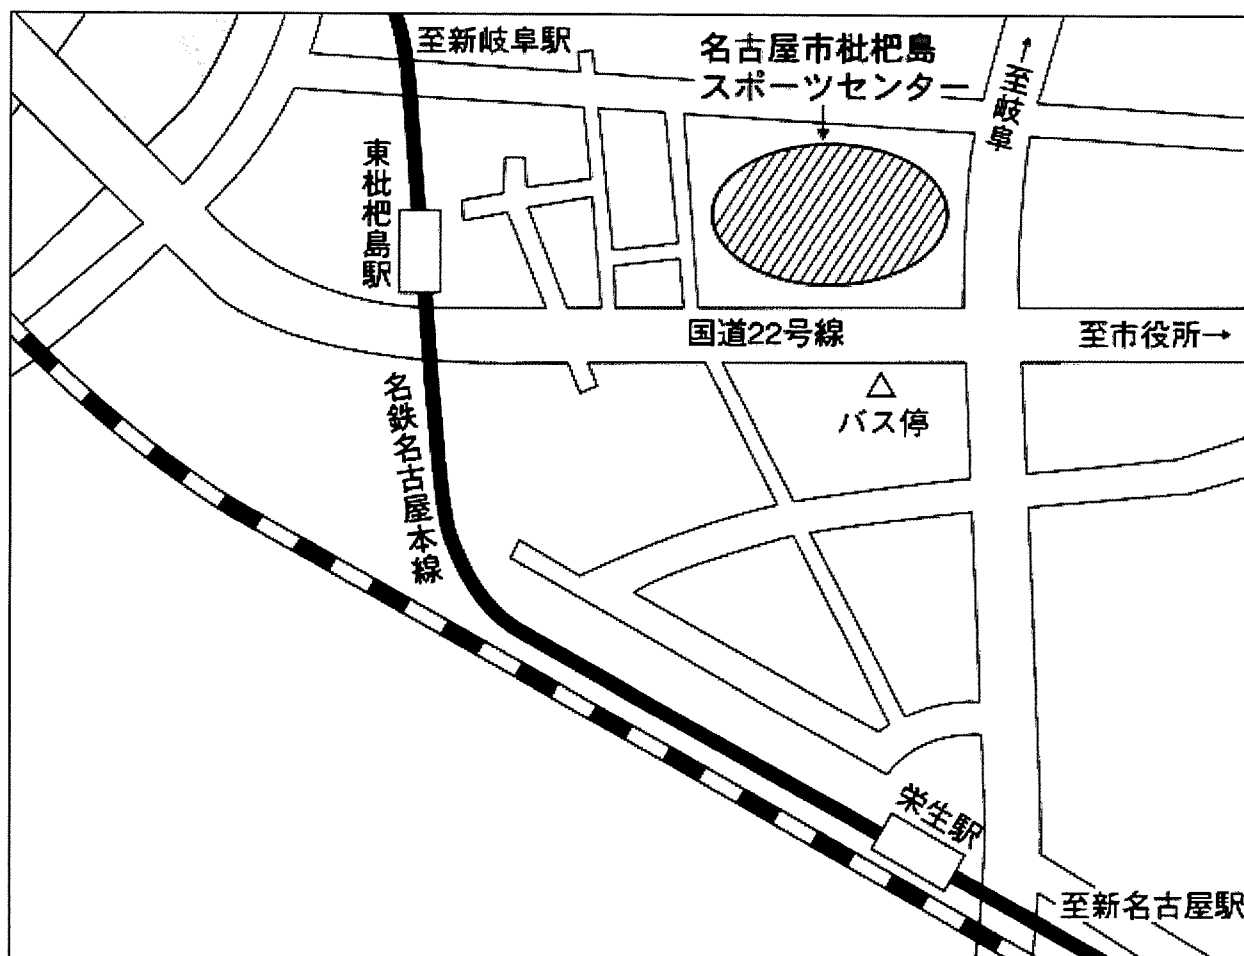 至新岐阜駅
名古屋市枇杷島
スポーツセンター
↑至岐阜
東枇杷島駅
国道22号線
至市役所→
バス停
名鉄名古屋本線
栄生駅
至新名古屋駅